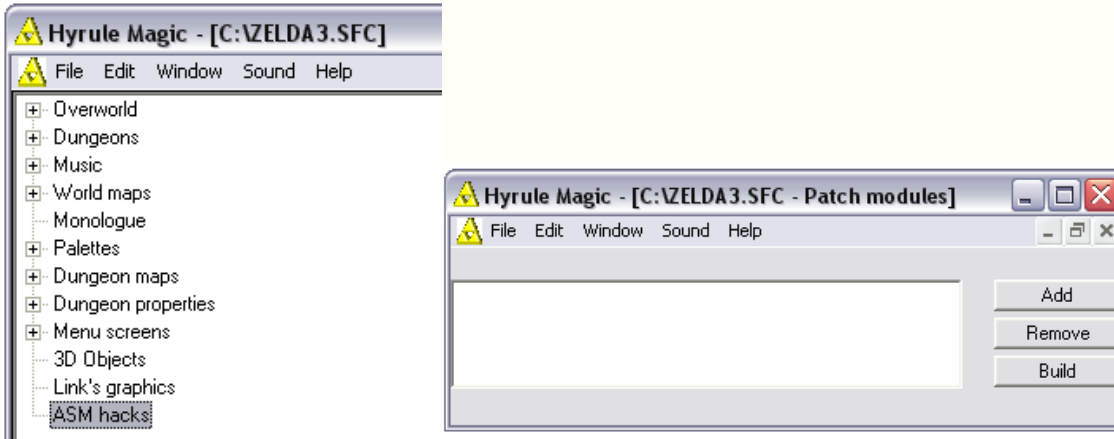 Hyrule Magic - [C:\ZELDA3.SFC]
File Edit Window Sound Help
Overworld
Dungeons
Music
World maps
Monologue
Palettes
Dungeon maps
Dungeon properties
Menu screens
3D Objects
Link's graphics
ASM hacks
Hyrule Magic - [C:\ZELDA3.SFC - Patch modules]
File Edit Window Sound Help
Add
Remove
Build